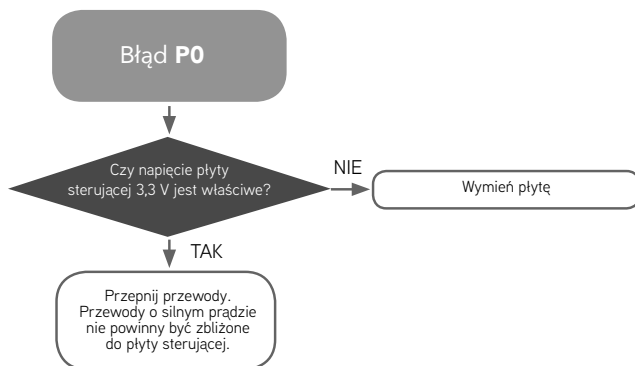 Błąd P0
Czy napięcie płyty
sterującej 3,3 V jest właściwe?
NIE
Wymień płytę
TAK
Przepnij przewody.
Przewody o silnym prądzie
nie powinny być zbliżone
do płyty sterującej.